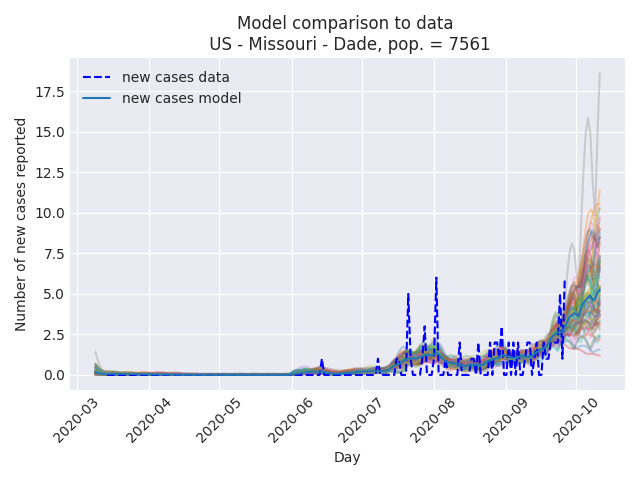 Model comparison to data
US - Missouri - Dade, pop. = 7561
new cases data
new cases model
Number of new cases reported
17.5
15.0
12.5
10.0
7.5
5.0
2.5
0.0
2020-03
2020-04
2020-05
2020-06
2020-07
2020-08
2020-09
2020-10
Day